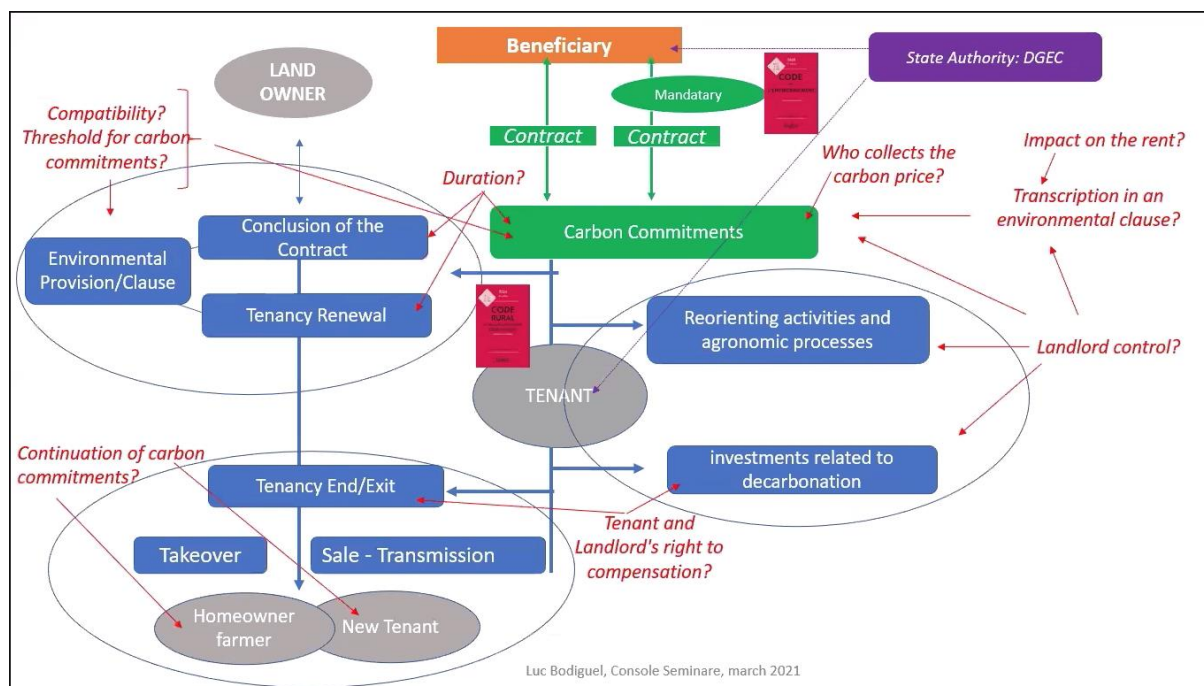 Beneficiary
State Authority: DGEC
LAND
OWNER
Mandatary
CODE
Compatibility?
Threshold for carbon
commitments?
Contract
Contract
Impact on the rent?
Who collects the
carbon price?
Duration?
Transcription in an
environmental clause?
Conclusion of the
Contract
Carbon Commitments
Environmental
Provision/Clause
Tenancy Renewal
CODE
RURAL
Reorienting activities and
agronomic processes
Landlord control?
TENANT
Continuation of carbon
commitments?
investments related to
decarbonation
Tenancy End/Exit
Tenant and
Landlord's right to
compensation?
Takeover
Sale - Transmission
Homeowner
farmer
New Tenant
Luc Bodiguel, Console Seminare, march 2021